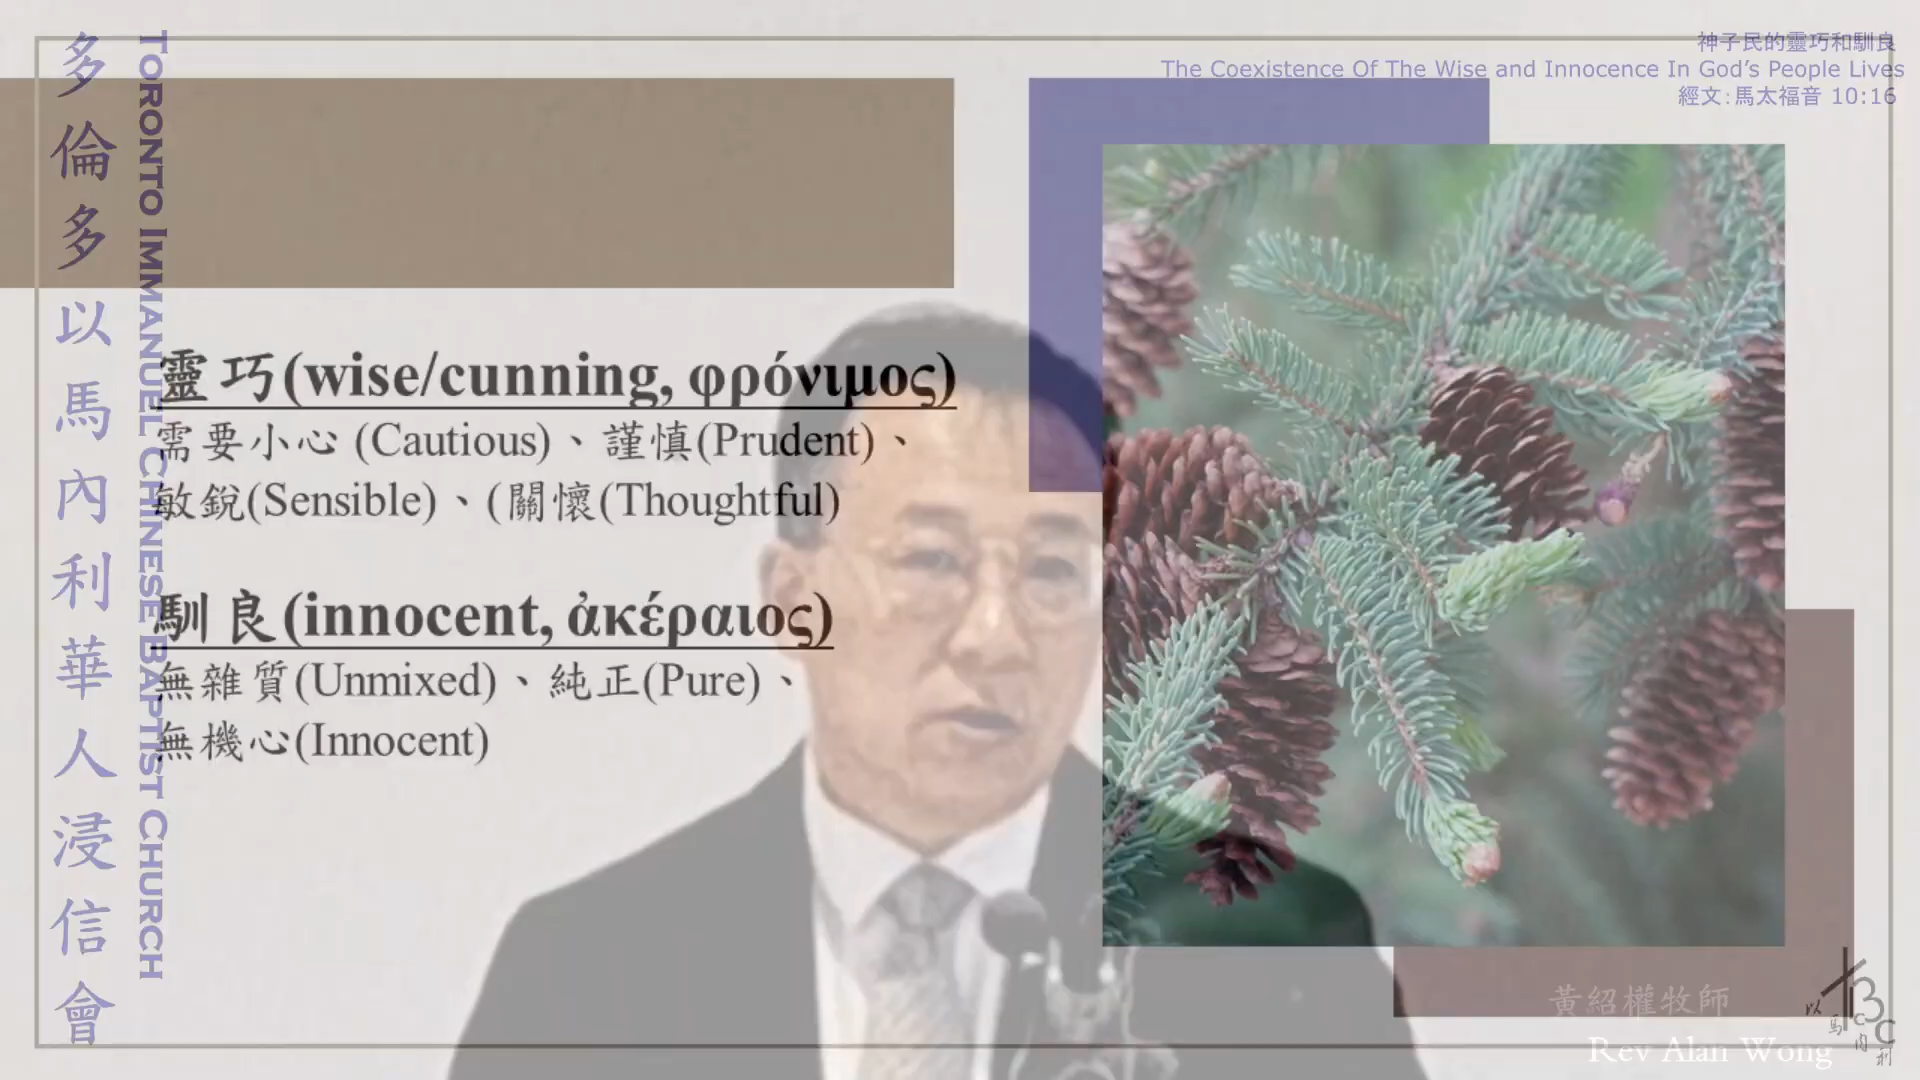 多倫多以馬內利華人浸信會
TORONTO IMMANUEL CHINESE BAPTIST CHURCH
神子民的靈巧和馴良
The Coexistence Of The Wise and Innocence In God's People Lives
經文：馬太福音 10:16
靈巧(wise/cunning, φρόνιμος)
需要小心 (Cautious)、謹慎(Prudent)、
敏銳(Sensible)、(關懷(Thoughtful)
馴良(innocent, ἀκέραιος)
無雜質(Unmixed)、純正(Pure)、
無機心(Innocent)
黃紹權牧師
Rev Alan Wong
以馬內利